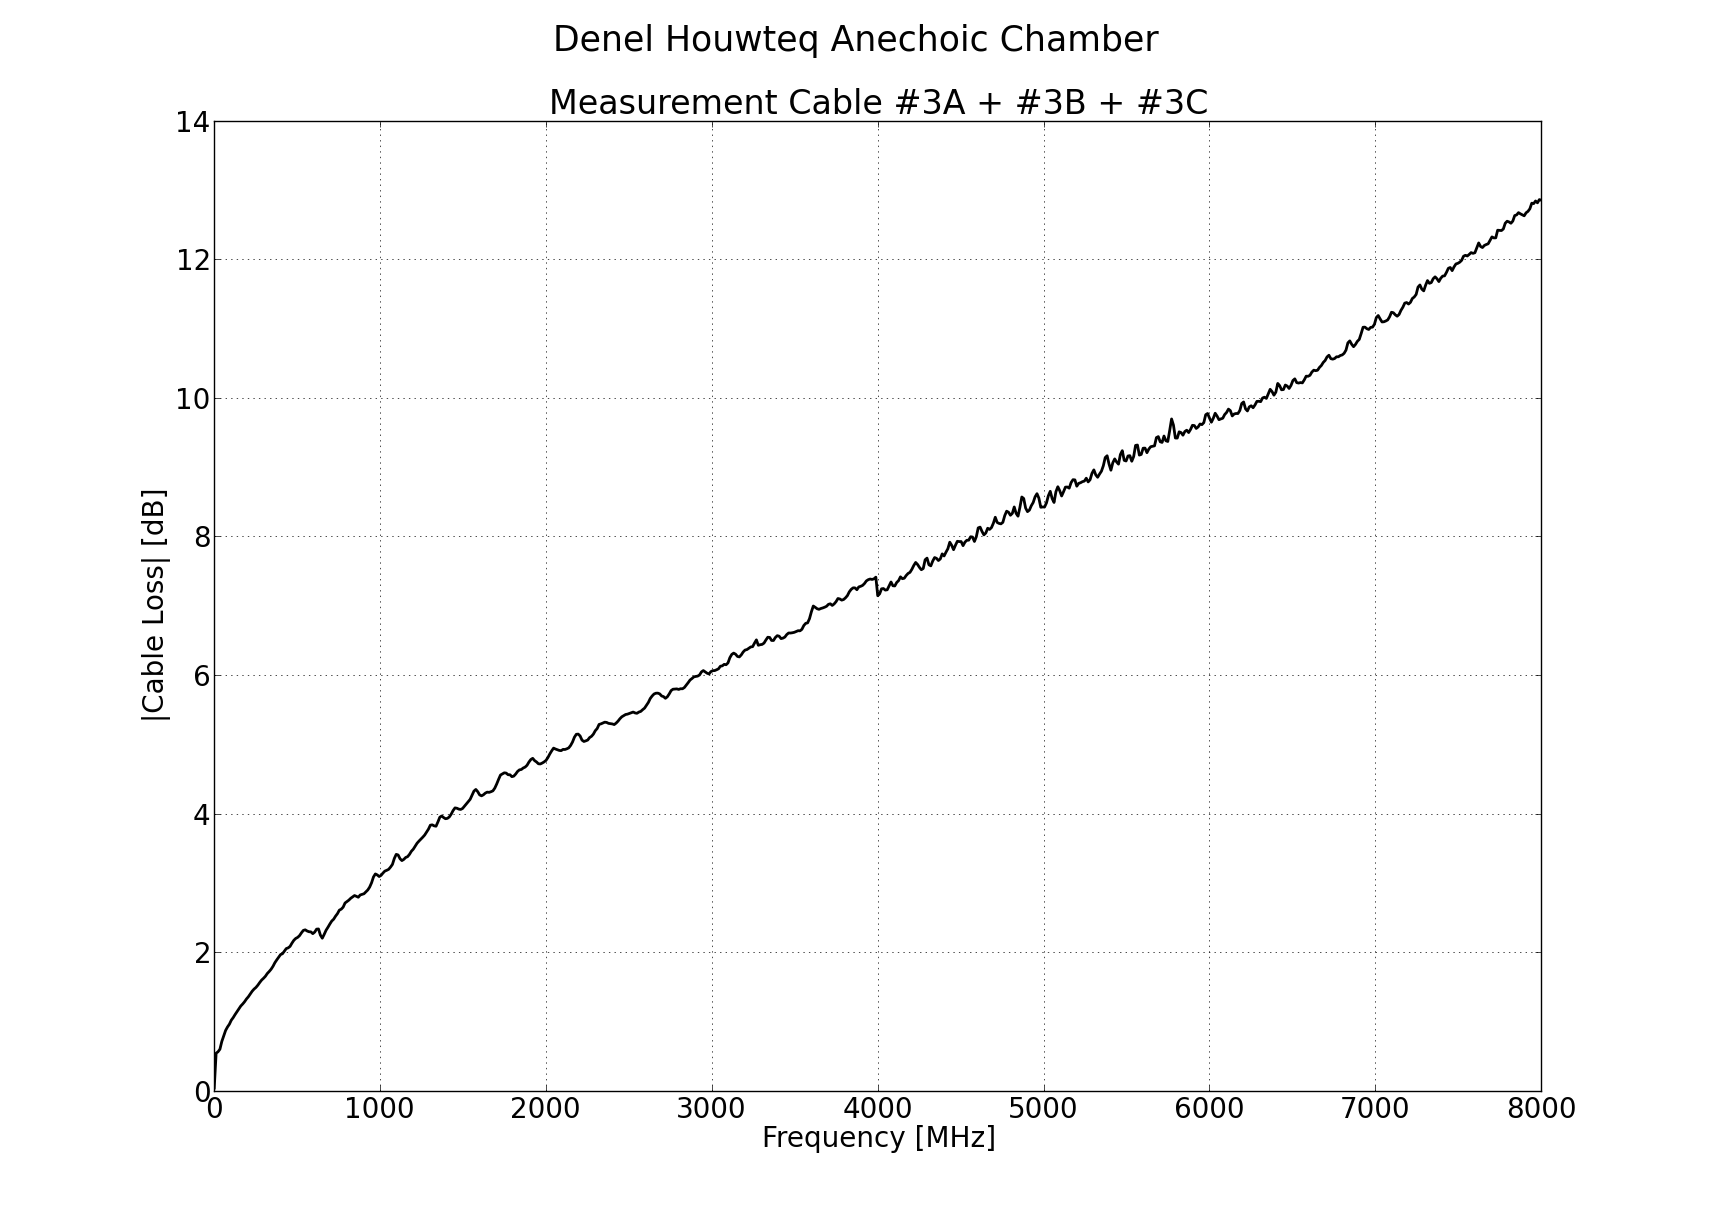 Denel Houwteq Anechoic Chamber
Measurement Cable #3A + #3B + #3C
14
12
10
8
6
4
2
0
|Cable Loss| [dB]
0 1000 2000 3000 4000 5000 6000 7000 8000
Frequency [MHz]